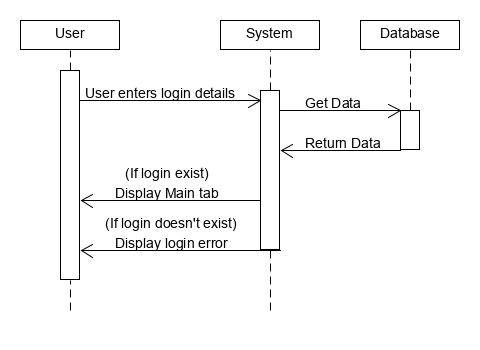 User
System
Database
User enters login details
Get Data
Return Data
(If login exist)
Display Main tab
(If login doesn't exist)
Display login error